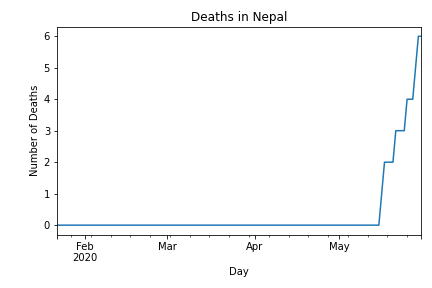 Deaths in Nepal
Number of Deaths
6
5
4
3
2
1
0
Feb
2020
Mar
Apr
May
Day